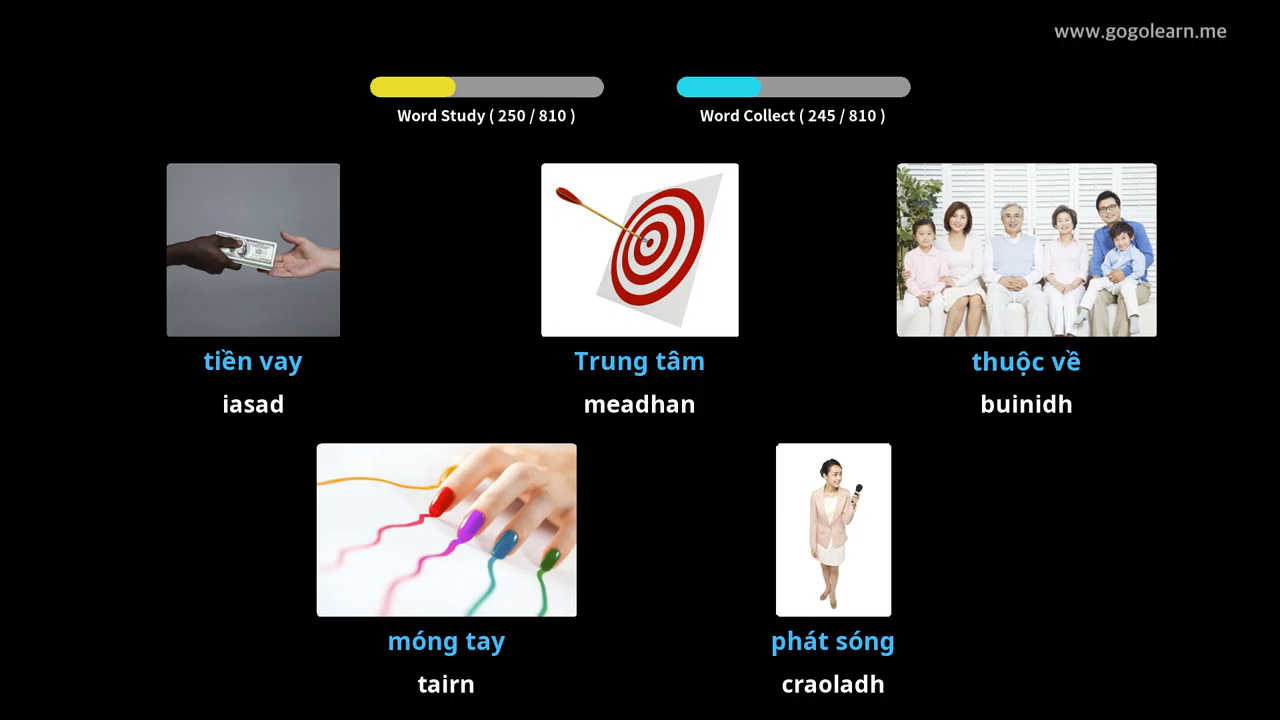 www.gogolearn.me
Word Study ( 250 / 810 )
Word Collect ( 245 / 810 )
tiền vay
iasad
Trung tâm
meadhan
thuộc về
buinidh
móng tay
tairn
phát sóng
craoladh